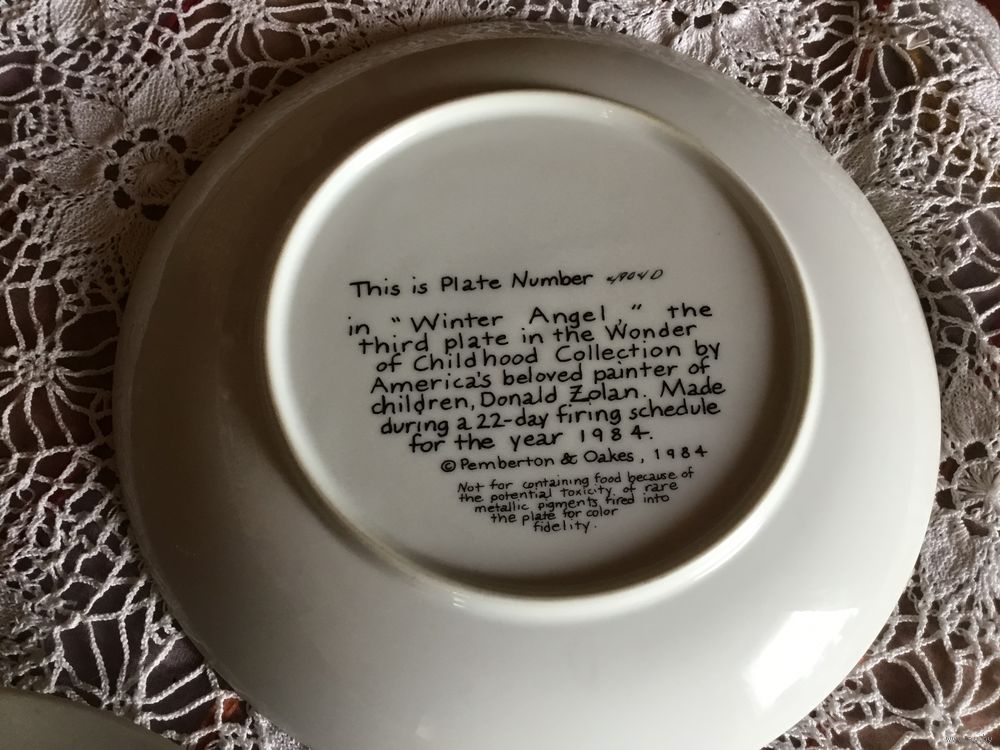 This is Plate Number
in "Winter Angel," the
third plate in the Wonder
of Childhood Collection by
America's beloved painter of
children, Donald Zolan. Made
during a 22-day firing schedule
for the year 1984.
© Pemberton & Oakes, 1984
Not for containing food because of
the potential toxicity of rare
metallic pigments fired into
the plate for color
fidelity.